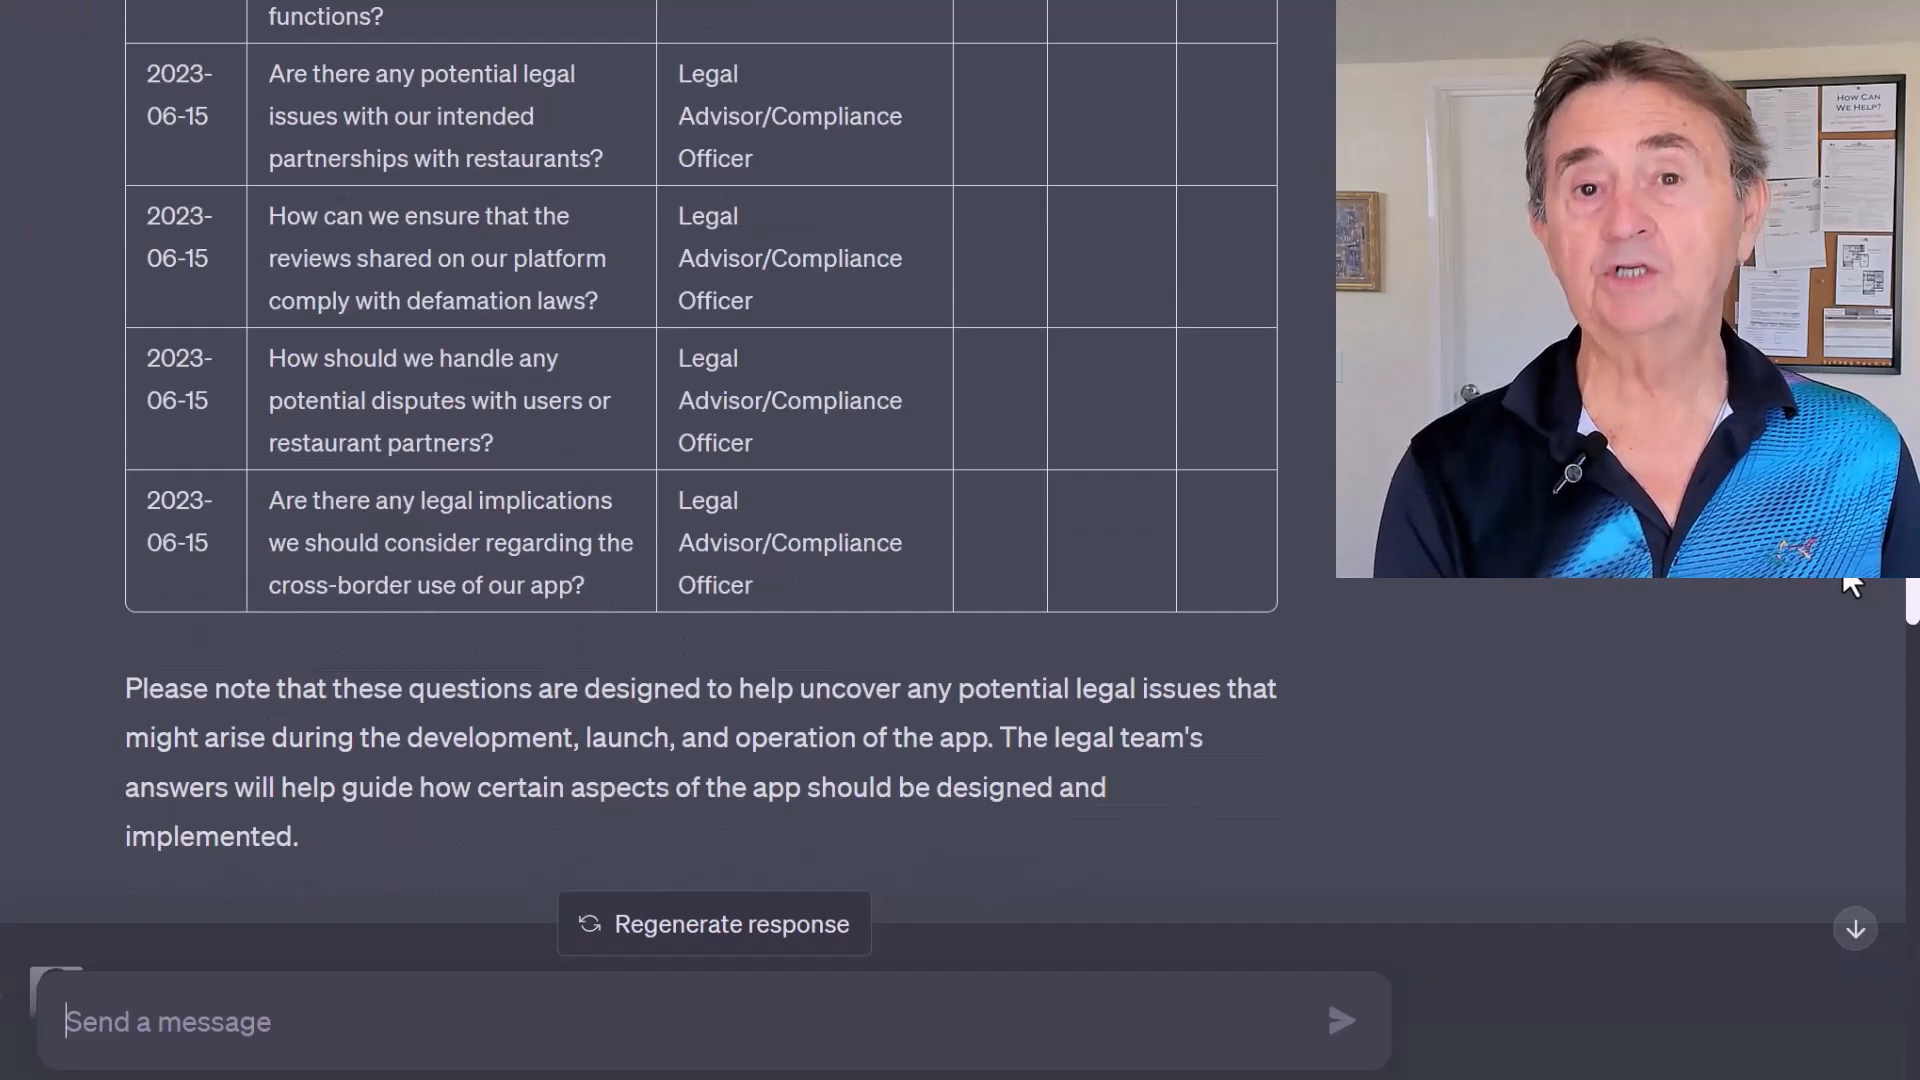 functions?
2023-
06-15
Are there any potential legal
issues with our intended
partnerships with restaurants?
Legal
Advisor/Compliance
Officer
2023-
06-15
How can we ensure that the
reviews shared on our platform
comply with defamation laws?
Legal
Advisor/Compliance
Officer
2023-
06-15
How should we handle any
potential disputes with users or
restaurant partners?
Legal
Advisor/Compliance
Officer
2023-
06-15
Are there any legal implications
we should consider regarding the
cross-border use of our app?
Legal
Advisor/Compliance
Officer
Please note that these questions are designed to help uncover any potential legal issues that
might arise during the development, launch, and operation of the app. The legal team's
answers will help guide how certain aspects of the app should be designed and
implemented.
Regenerate response
Send a message
HOW CAN
WE HELP?